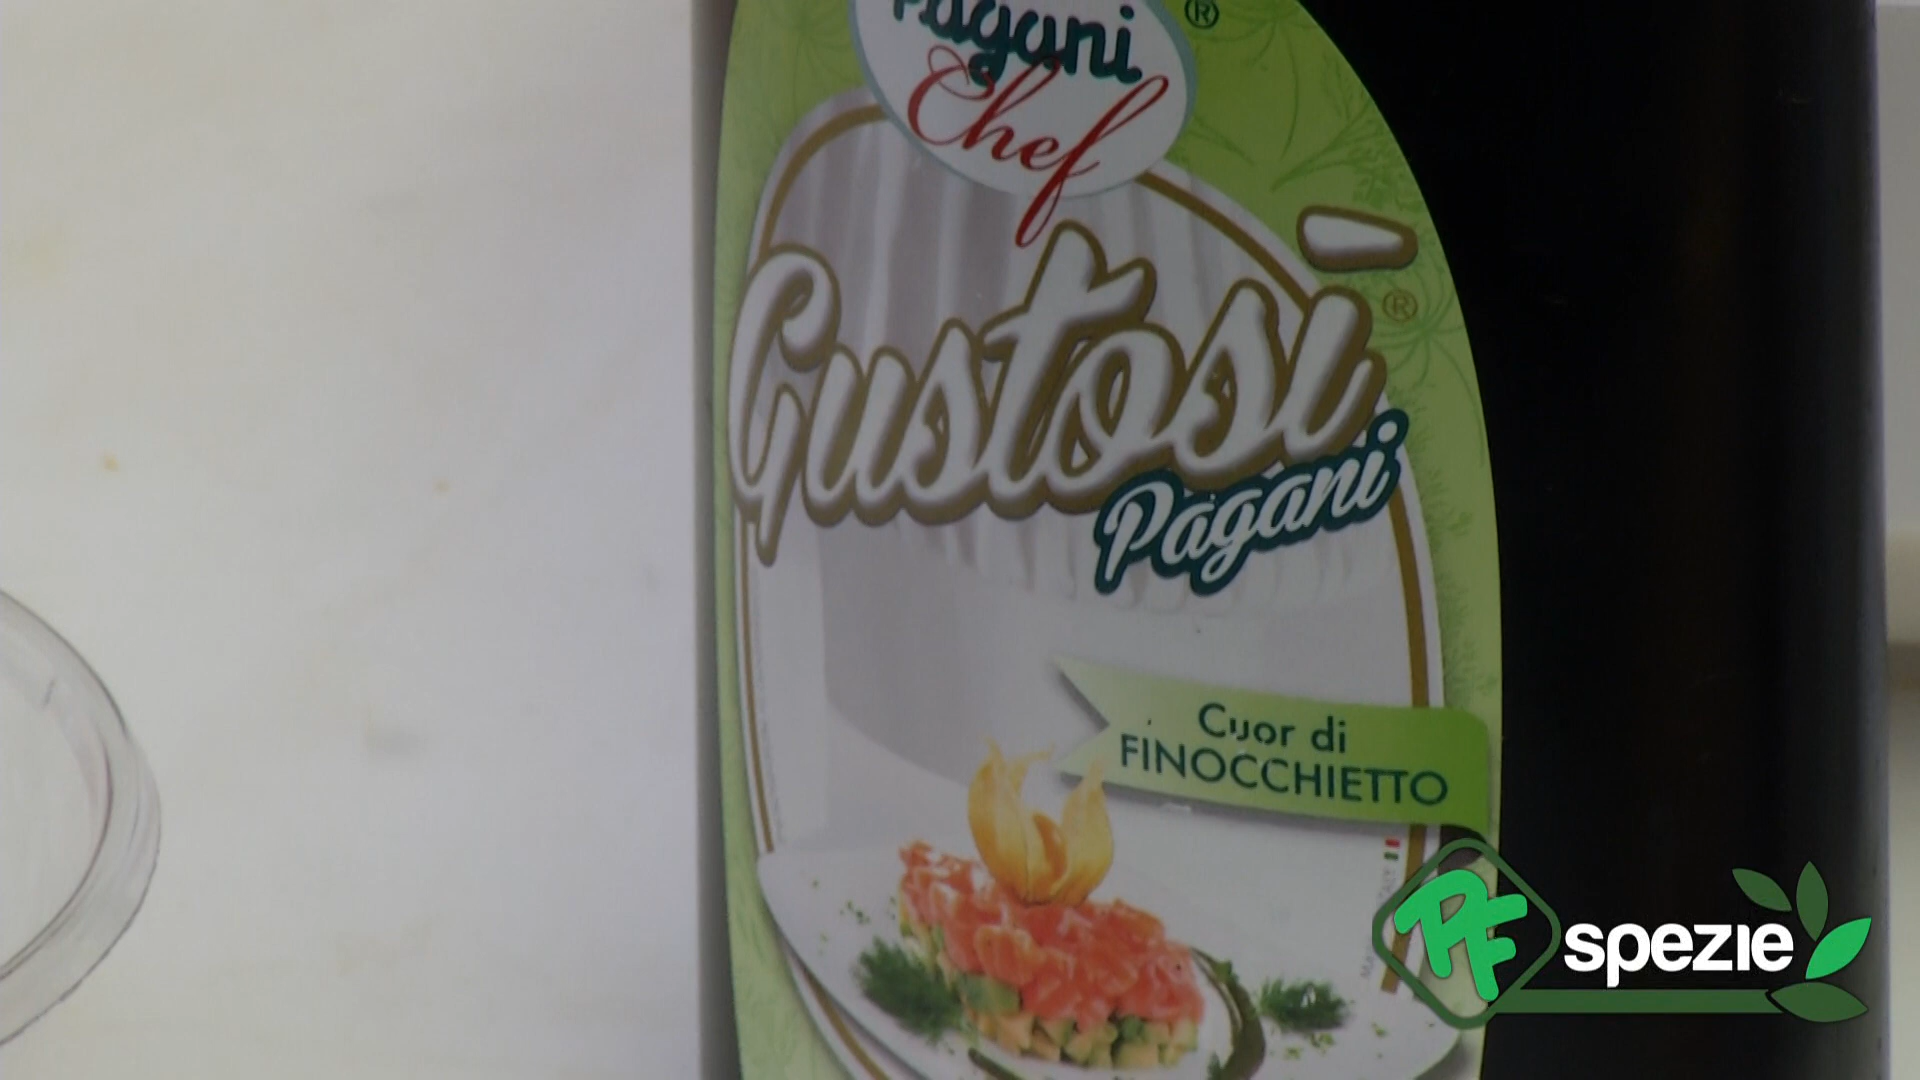 Pagani ®
Chef
Gustosì ®
Pagani
Cuor di
FINOCCHIETTO
PF spezie